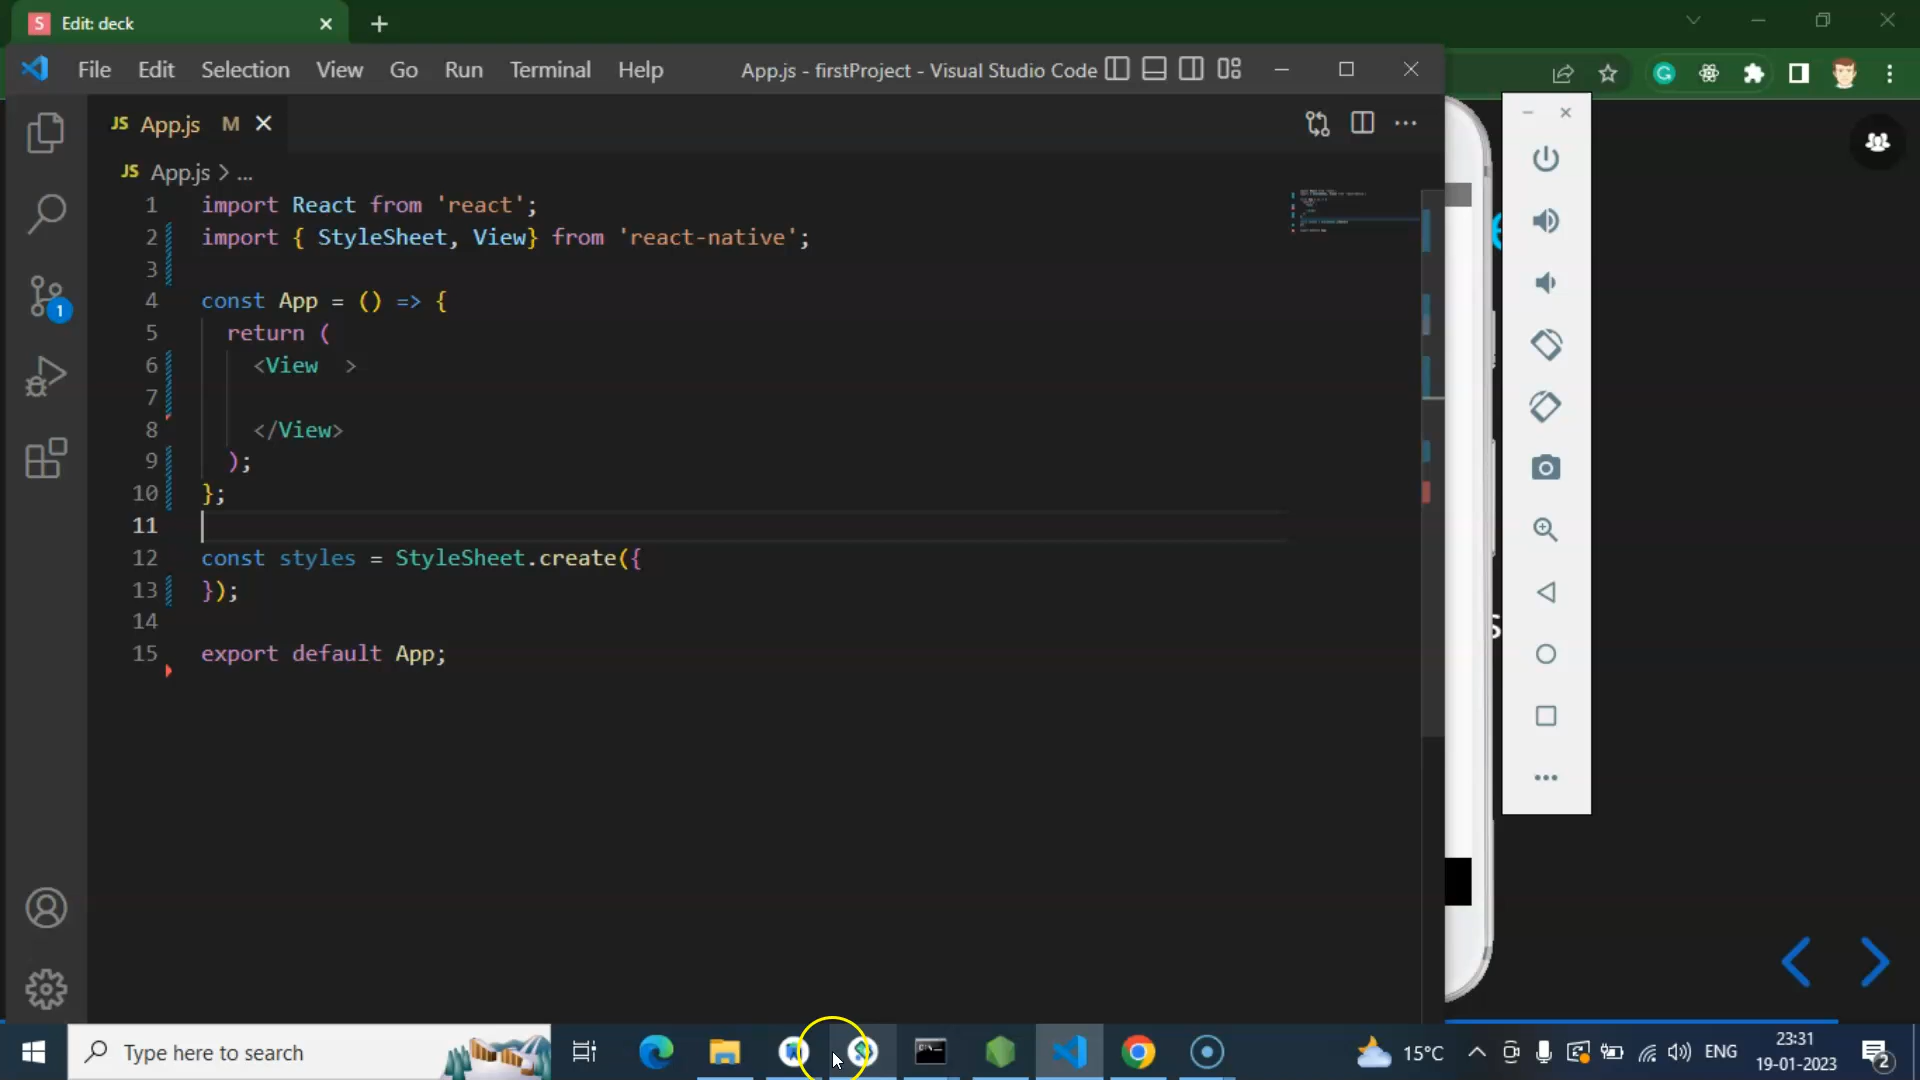 S Edit: deck
File Edit Selection View Go Run Terminal Help
App.js - firstProject - Visual Studio Code
JS App.js M
JS App.js > ...
1 import React from 'react';
2 import { StyleSheet, View} from 'react-native';
3
4 const App = () => {
5 return (
6 <View >
7
8 </View>
9 );
10 };
11
12 const styles = StyleSheet.create({
13 });
14
15 export default App;
1
Type here to search
15°C
ENG
23:31
19-01-2023
2